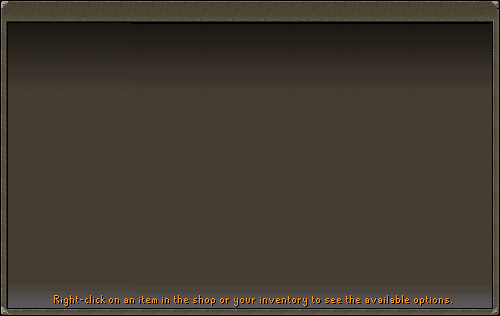 Right-click on an item in the shop or your inventory to see the available options.